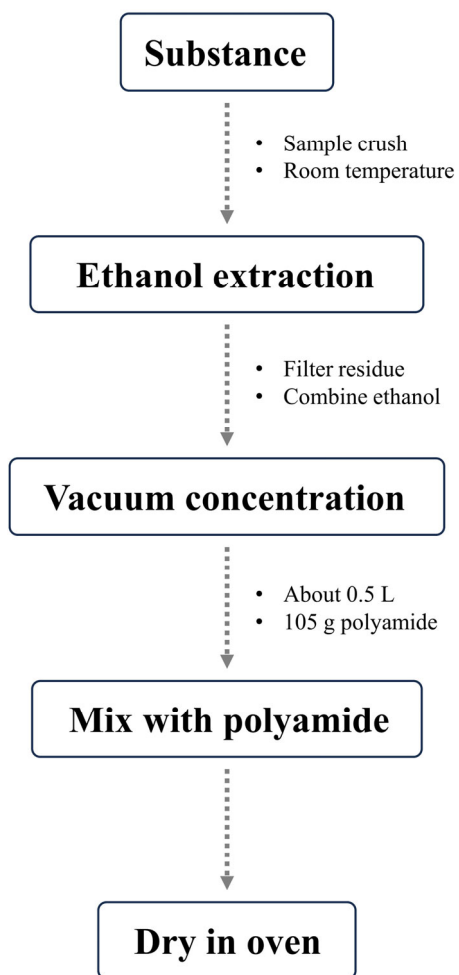 Substance
• Sample crush
• Room temperature
Ethanol extraction
• Filter residue
• Combine ethanol
Vacuum concentration
• About 0.5 L
• 105 g polyamide
Mix with polyamide
Dry in oven